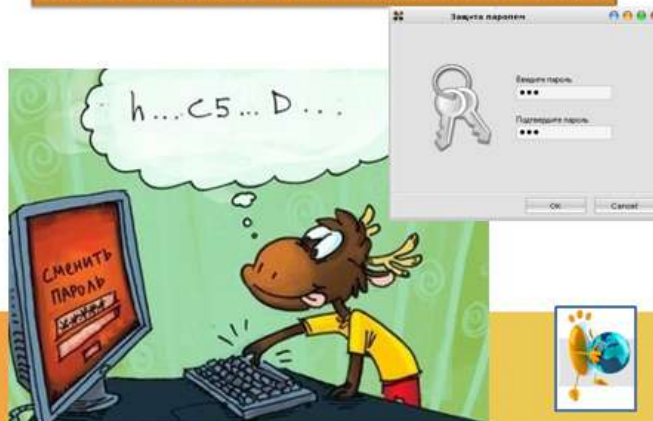 Защита паролем
Введите пароль
•••
Подтвердите пароль
•••
OK
Cancel
h...C5...D...
СМЕНИТЬ
ПАРОЛЬ
****